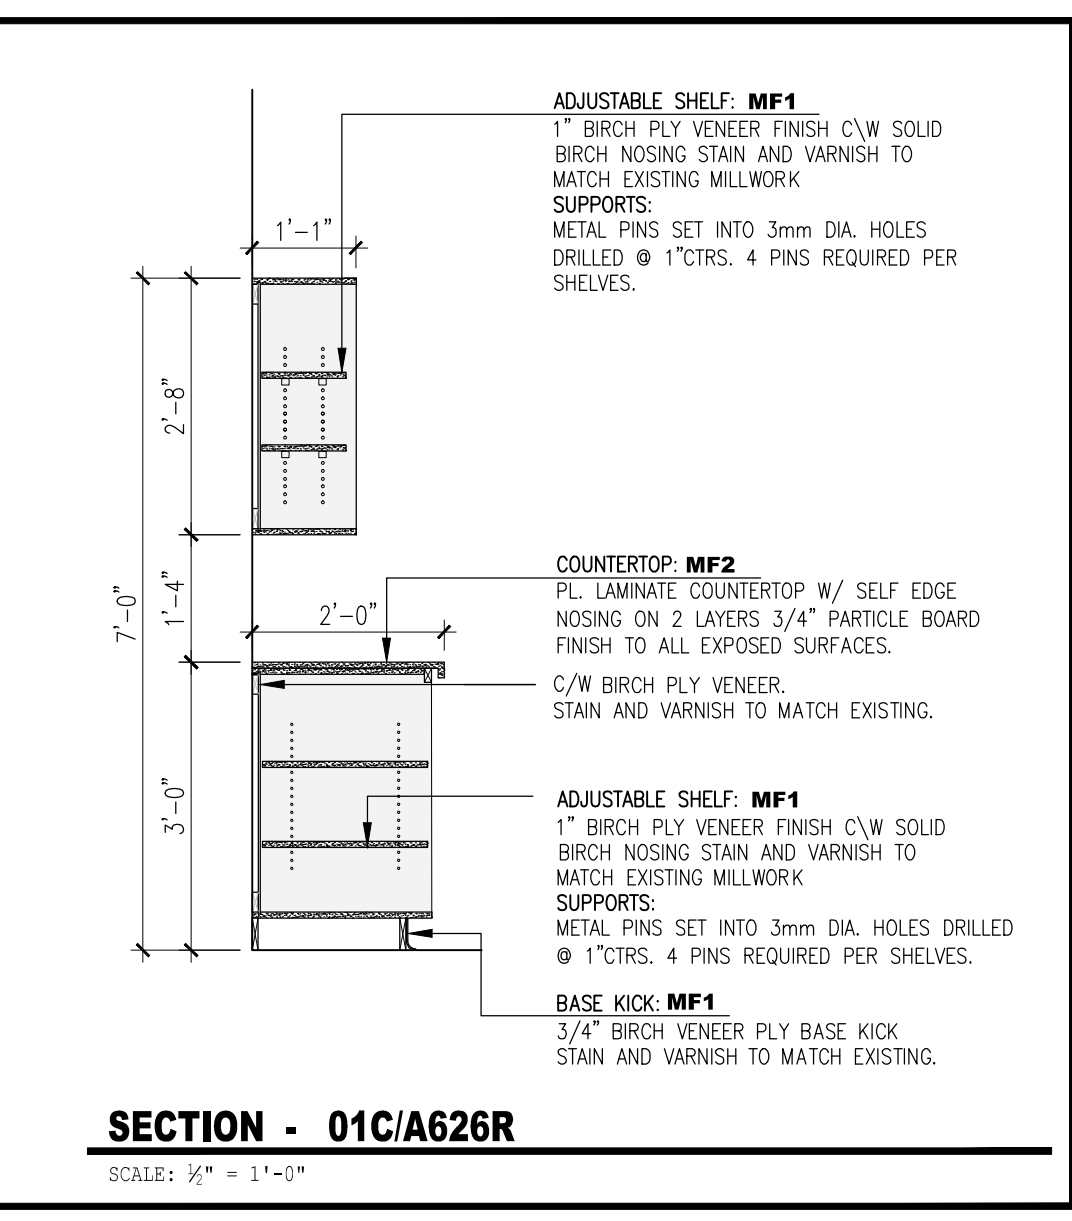 ADJUSTABLE SHELF: MF1
1" BIRCH PLY VENEER FINISH C\W SOLID
BIRCH NOSING STAIN AND VARNISH TO
MATCH EXISTING MILLWORK
SUPPORTS:
METAL PINS SET INTO 3mm DIA. HOLES
DRILLED @ 1"CTRS. 4 PINS REQUIRED PER
SHELVES.
1'-1"
2'-8"
7'-0"
1'-4"
2'-0"
3'-0"
COUNTERTOP: MF2
PL. LAMINATE COUNTERTOP W/ SELF EDGE
NOSING ON 2 LAYERS 3/4" PARTICLE BOARD
FINISH TO ALL EXPOSED SURFACES.
C/W BIRCH PLY VENEER.
STAIN AND VARNISH TO MATCH EXISTING.
ADJUSTABLE SHELF: MF1
1" BIRCH PLY VENEER FINISH C\W SOLID
BIRCH NOSING STAIN AND VARNISH TO
MATCH EXISTING MILLWORK
SUPPORTS:
METAL PINS SET INTO 3mm DIA. HOLES DRILLED
@ 1"CTRS. 4 PINS REQUIRED PER SHELVES.
BASE KICK: MF1
3/4" BIRCH VENEER PLY BASE KICK
STAIN AND VARNISH TO MATCH EXISTING.
SECTION - 01C/A626R
SCALE: ½" = 1'-0"